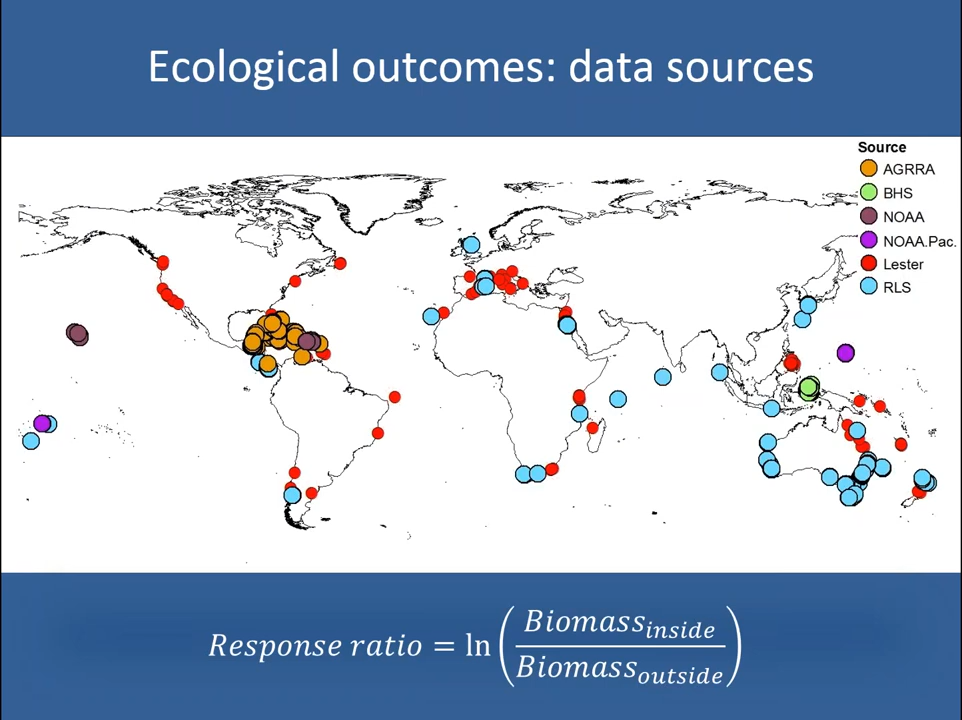 Ecological outcomes: data sources
Source
AGRRA
BHS
NOAA
NOAA.Pac.
Lester
RLS
Response ratio = ln(Biomass_inside / Biomass_outside)